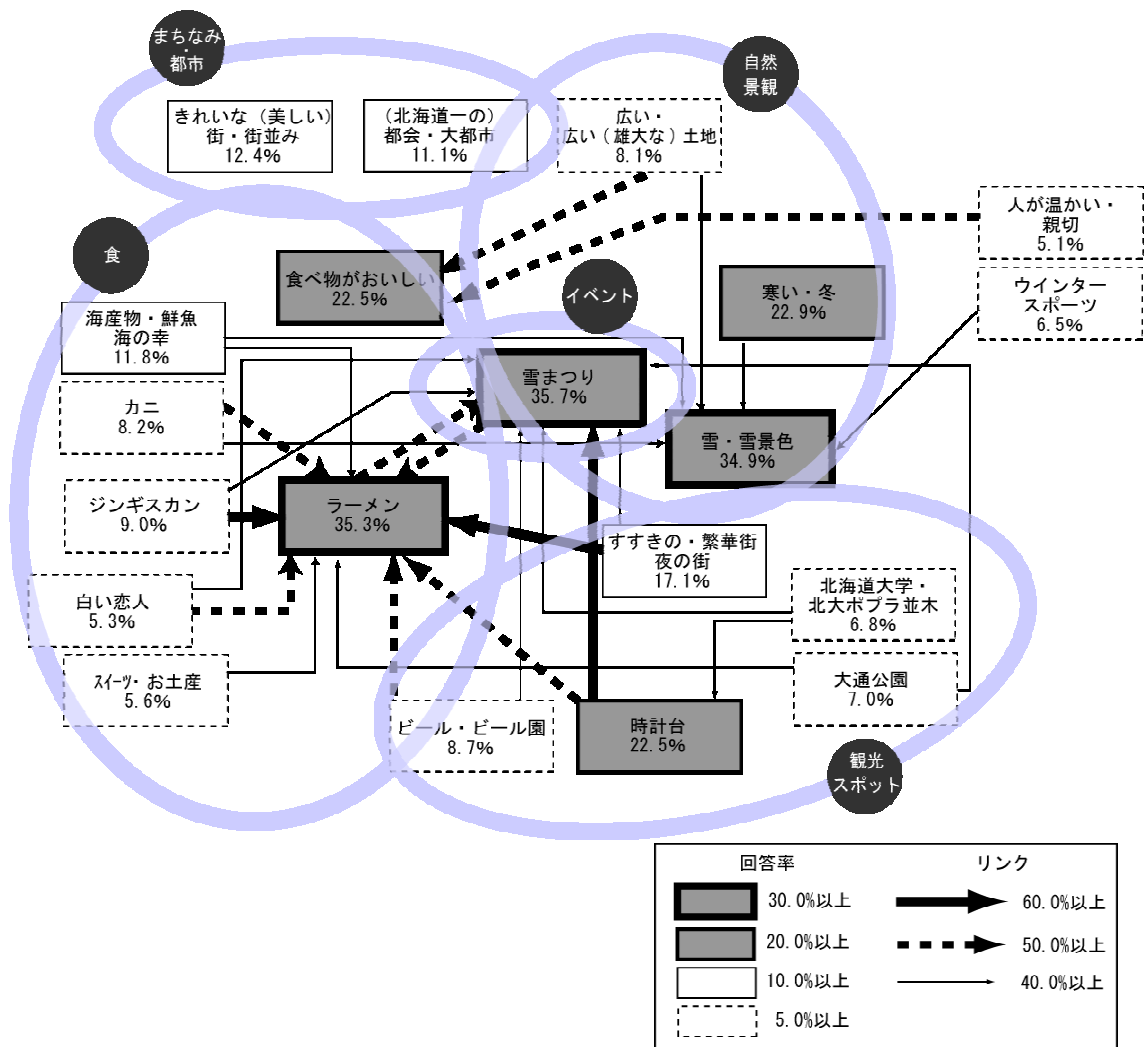 まちなみ
・
都市
自然
景観
きれいな（美しい）
街・街並み
12.4%
（北海道一の）
都会・大都市
11.1%
広い・
広い（雄大な）土地
8.1%
人が温かい・
親切
5.1%
食
食べ物がおいしい
22.5%
イベント
寒い・冬
22.9%
ウインター
スポーツ
6.5%
海産物・鮮魚
海の幸
11.8%
雪まつり
35.7%
カニ
8.2%
雪・雪景色
34.9%
ジンギスカン
9.0%
ラーメン
35.3%
すすきの・繁華街
夜の街
17.1%
白い恋人
5.3%
北海道大学・
北大ポプラ並木
6.8%
ｽｲｰﾂ・お土産
5.6%
大通公園
7.0%
ビール・ビール園
8.7%
時計台
22.5%
観光
スポット
回答率
リンク
30.0%以上
60.0%以上
20.0%以上
50.0%以上
10.0%以上
40.0%以上
5.0%以上